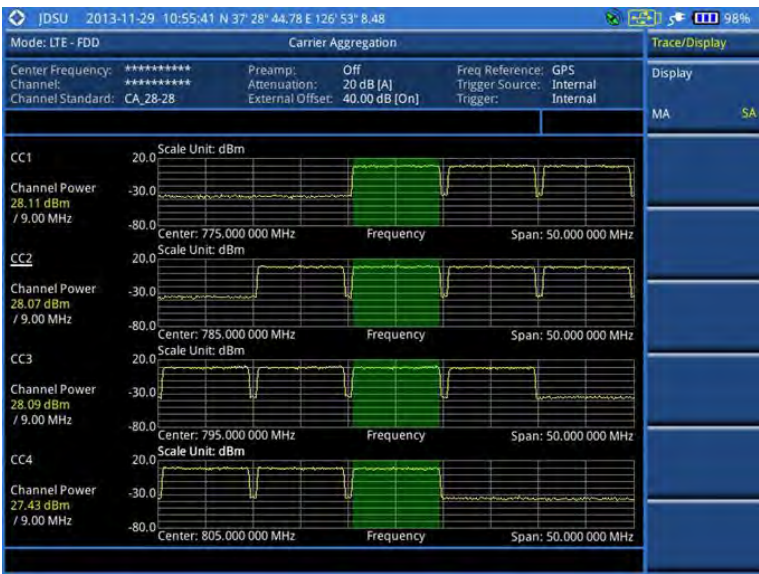 JDSU 2013-11-29 10:55:41 N 37' 28" 44.78 E 126' 53" 8.48 98%
Mode: LTE - FDD Carrier Aggregation Trace/Display
Center Frequency: ********** Preamp: Off Freq Reference: GPS
Channel: ********** Attenuation: 20 dB [A] Trigger Source: Internal
Channel Standard: CA_28-28 External Offset: 40.00 dB [On] Trigger: Internal
Display
MA SA
CC1 20.0 Scale Unit: dBm
Channel Power -30.0
28.11 dBm
/ 9.00 MHz
-80.0 Center: 775.000 000 MHz Frequency Span: 50.000 000 MHz
CC2 20.0 Scale Unit: dBm
Channel Power -30.0
28.07 dBm
/ 9.00 MHz
-80.0 Center: 785.000 000 MHz Frequency Span: 50.000 000 MHz
CC3 20.0 Scale Unit: dBm
Channel Power -30.0
28.09 dBm
/ 9.00 MHz
-80.0 Center: 795.000 000 MHz Frequency Span: 50.000 000 MHz
CC4 20.0 Scale Unit: dBm
Channel Power -30.0
27.43 dBm
/ 9.00 MHz
-80.0 Center: 805.000 000 MHz Frequency Span: 50.000 000 MHz